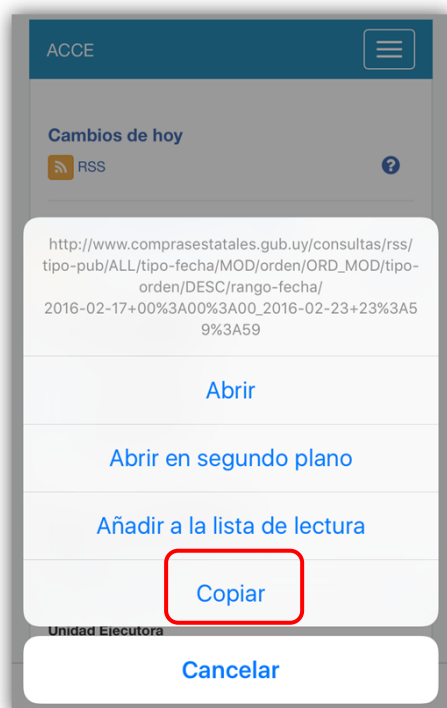 ACCE
Cambios de hoy
RSS
?
http://www.comprasestatales.gub.uy/consultas/rss/
tipo-pub/ALL/tipo-fecha/MOD/orden/ORD_MOD/tipo-
orden/DESC/rango-fecha/
2016-02-17+00%3A00%3A00_2016-02-23+23%3A5
9%3A59
Abrir
Abrir en segundo plano
Añadir a la lista de lectura
Copiar
Unidad Ejecutora
Cancelar